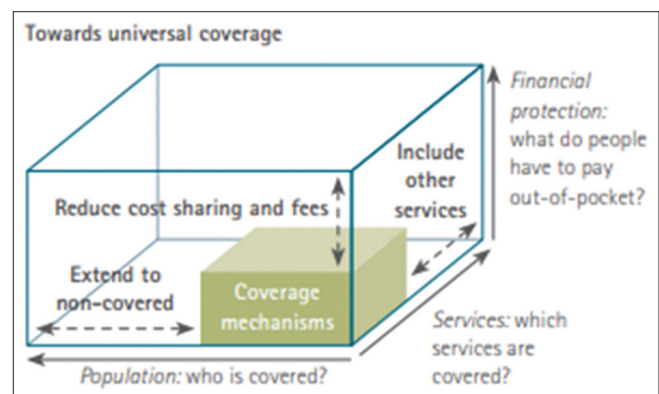 Towards universal coverage
Financial
protection:
what do people
have to pay
out-of-pocket?
Include
other
services
Reduce cost sharing and fees
Extend to
non-covered
Coverage
mechanisms
Services: which
services are
covered?
Population: who is covered?